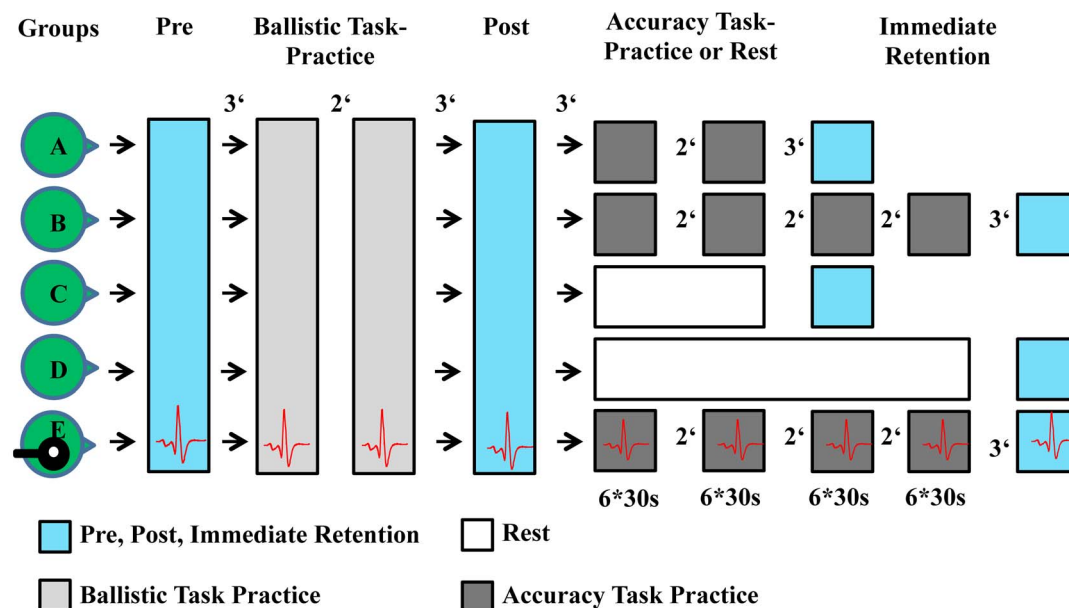 Groups
Pre
Ballistic Task-
Practice
Post
Accuracy Task-
Practice or Rest
Immediate
Retention
3‘ 2‘ 3‘ 3‘
A 2‘ 3‘
B 2‘ 2‘ 2‘ 3‘
C
D
E 2‘ 2‘ 2‘ 3‘
6*30s 6*30s 6*30s 6*30s
Pre, Post, Immediate Retention
Rest
Ballistic Task Practice
Accuracy Task Practice